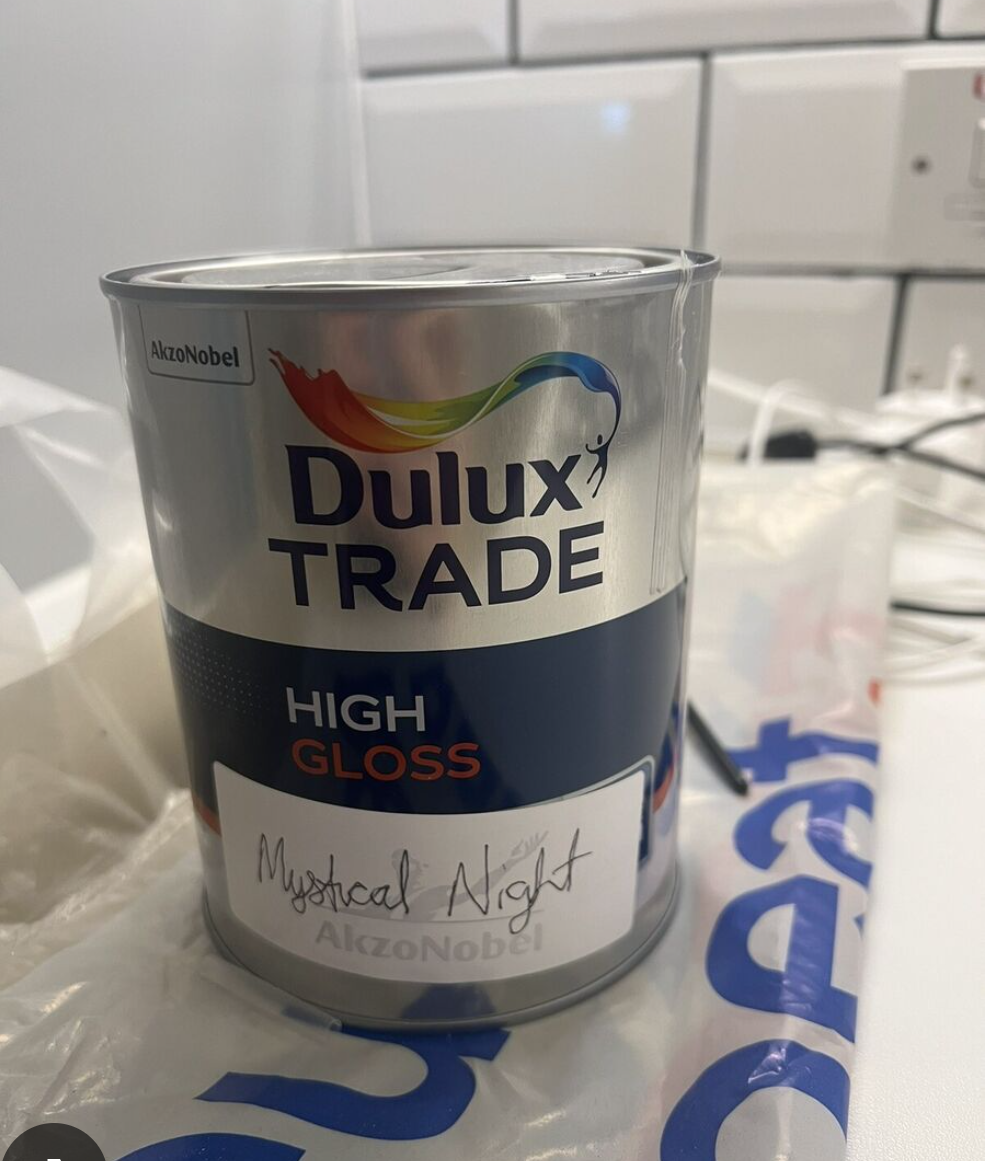 AkzoNobel
Dulux
TRADE
HIGH
GLOSS
Mystical Night
AkzoNobel